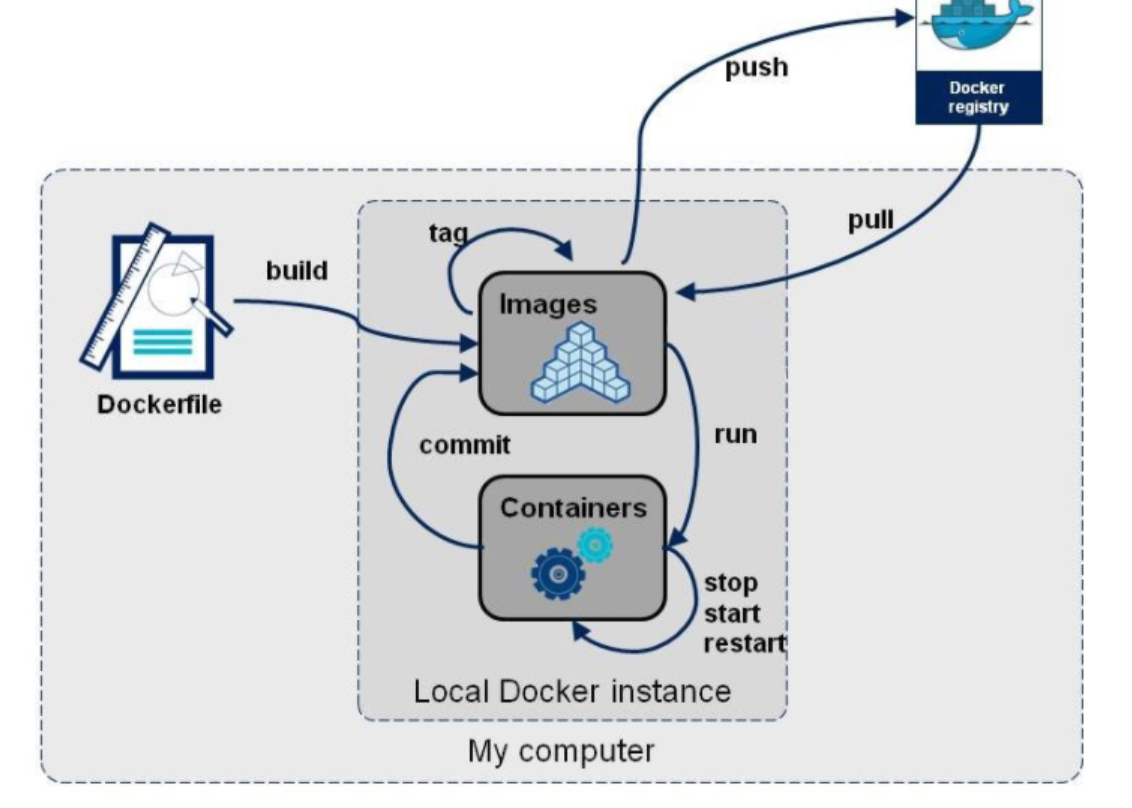 push
Docker
registry
pull
tag
build
Images
Dockerfile
commit
run
Containers
stop
start
restart
Local Docker instance
My computer